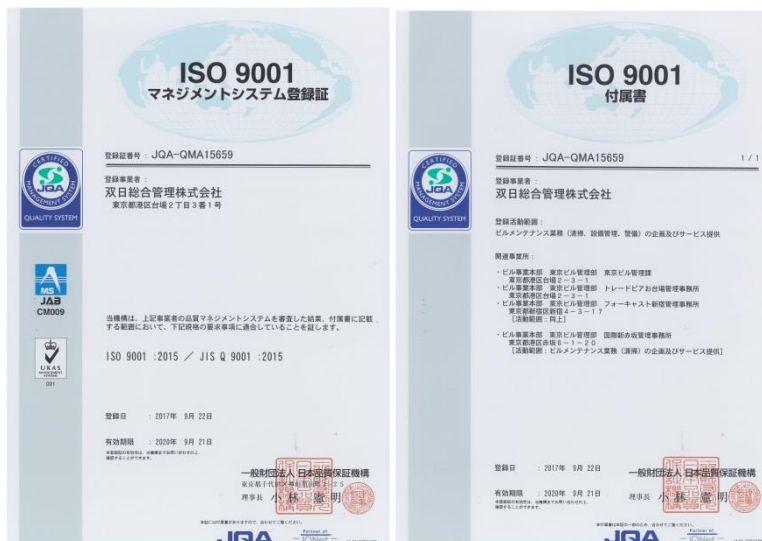 ISO 9001
マネジメントシステム登録証
登録証番号 : JQA-QMA15659
CERTIFIED
MANAGEMENT SYSTEM
JQA
QUALITY SYSTEM
登録事業者 :
双日総合管理株式会社
東京都港区台場2丁目3番1号
MS
JAB
CM009
UKAS
MANAGEMENT
SYSTEMS
当機構は、上記事業者の品質マネジメントシステムを審査した結果、付属書に記載
する範囲において、下記規格の要求事項に適合していることを証します。
ISO 9001 :2015 / JIS Q 9001 :2015
登録日 : 2017年 9月 22日
有効期限 : 2020年 9月 21日
一般財団法人 日本品質保証機構
理事長 小林 憲明
JQA
Partner of
IQNet
ISO 9001
付属書
登録証番号 : JQA-QMA15659 1 / 1
CERTIFIED
MANAGEMENT SYSTEM
JQA
QUALITY SYSTEM
登録事業者 :
双日総合管理株式会社
登録活動範囲 :
ビルメンテナンス業務(清掃、設備管理、警備)の企画及びサービス提供
関連事業所 :
・ビル事業本部 東京ビル管理部 東京ビル管理課
東京都港区台場2-3-1
・ビル事業本部 東京ビル管理部 トレードピアお台場管理事務所
東京都港区台場2-3-1
・ビル事業本部 東京ビル管理部 フォーキャスト新宿管理事務所
東京都新宿区新宿4-3-17
[活動範囲 : 同上]
・ビル事業本部 東京ビル管理部 国際新赤坂管理事務所
東京都港区赤坂6-1-20
[活動範囲 : ビルメンテナンス業務(清掃)の企画及びサービス提供]
登録日 : 2017年 9月 22日
有効期限 : 2020年 9月 21日
一般財団法人 日本品質保証機構
理事長 小林 憲明
JQA
Partner of
IQNet